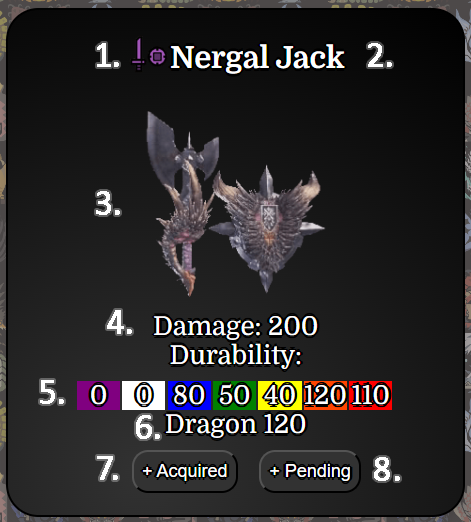 1. Nergal Jack 2.
3.
4. Damage: 200
Durability:
5. 0 0 80 50 40 120 110
6. Dragon 120
7. + Acquired + Pending 8.